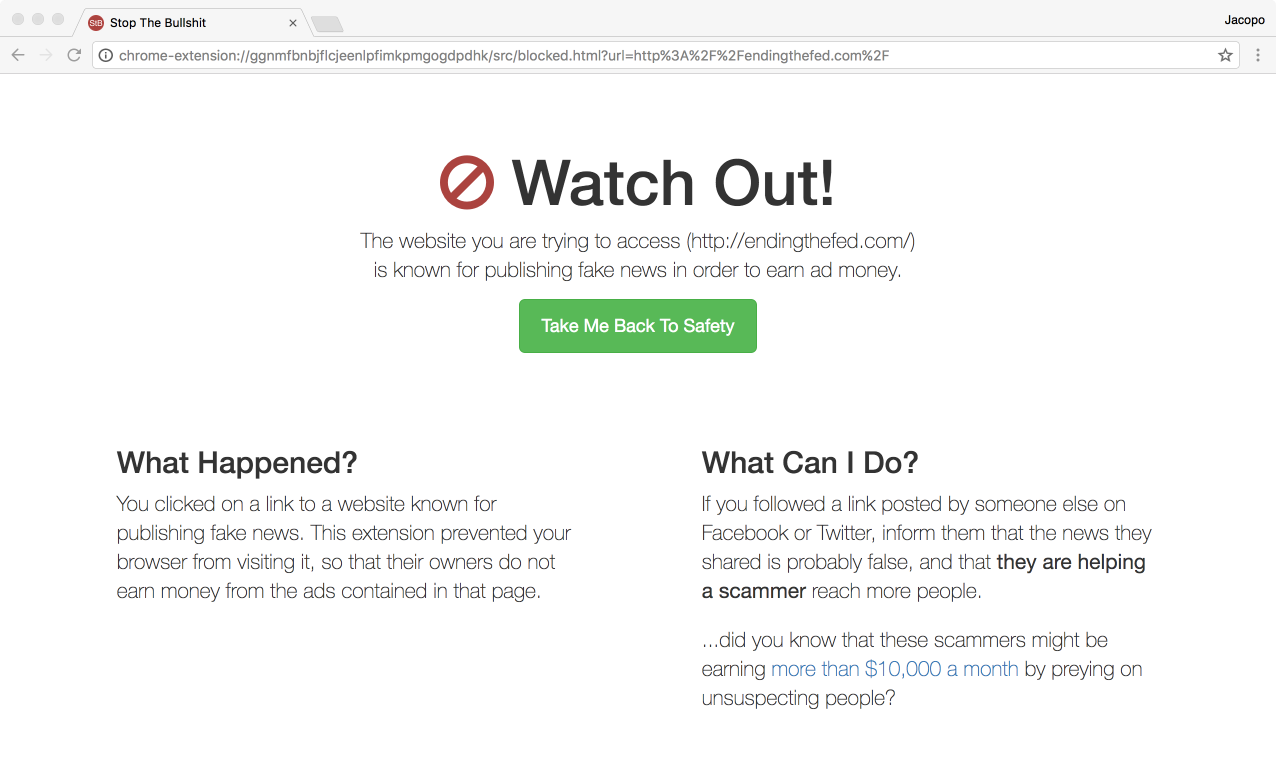 StB Stop The Bullshit
Jacopo
chrome-extension://ggnmfbnbjflcjeenlpfimkpmgogdpdhk/src/blocked.html?url=http%3A%2F%2Fendingthefed.com%2F
Watch Out!
The website you are trying to access (http://endingthefed.com/)
is known for publishing fake news in order to earn ad money.
Take Me Back To Safety
What Happened?
You clicked on a link to a website known for
publishing fake news. This extension prevented your
browser from visiting it, so that their owners do not
earn money from the ads contained in that page.
What Can I Do?
If you followed a link posted by someone else on
Facebook or Twitter, inform them that the news they
shared is probably false, and that they are helping
a scammer reach more people.
...did you know that these scammers might be
earning more than $10,000 a month by preying on
unsuspecting people?